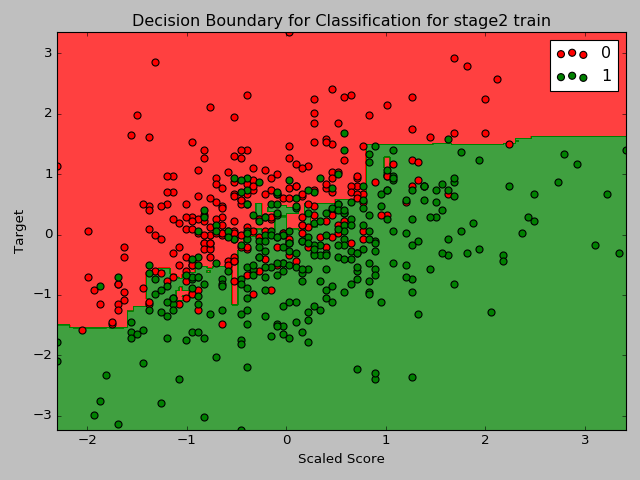 Decision Boundary for Classification for stage2 train
0
1
3
2
1
0
−1
−2
−3
Target
−2 −1 0 1 2 3
Scaled Score